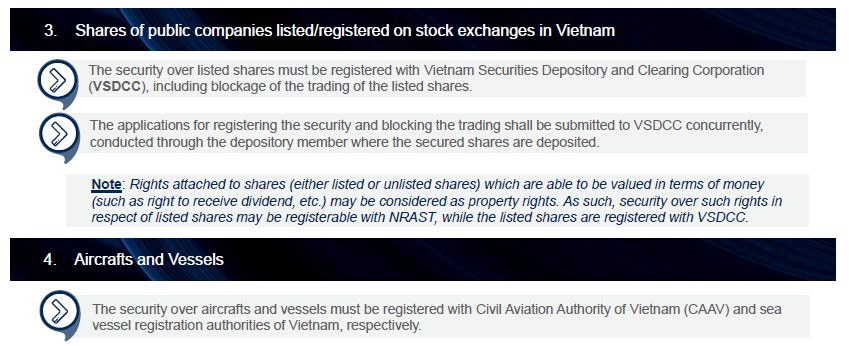 3. Shares of public companies listed/registered on stock exchanges in Vietnam
The security over listed shares must be registered with Vietnam Securities Depository and Clearing Corporation
(VSDCC), including blockage of the trading of the listed shares.
The applications for registering the security and blocking the trading shall be submitted to VSDCC concurrently,
conducted through the depository member where the secured shares are deposited.
Note: Rights attached to shares (either listed or unlisted shares) which are able to be valued in terms of money
(such as right to receive dividend, etc.) may be considered as property rights. As such, security over such rights in
respect of listed shares may be registerable with NRAST, while the listed shares are registered with VSDCC.
4. Aircrafts and Vessels
The security over aircrafts and vessels must be registered with Civil Aviation Authority of Vietnam (CAAV) and sea
vessel registration authorities of Vietnam, respectively.